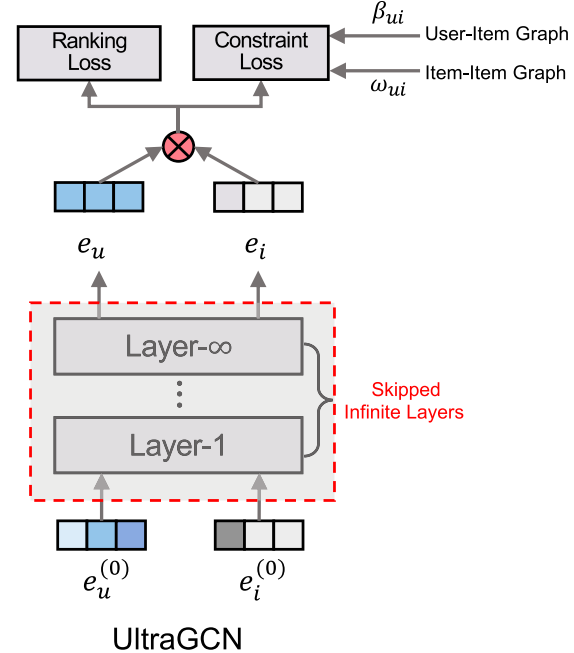 Ranking Loss
Constraint Loss
β_ui
User-Item Graph
Item-Item Graph
ω_ui
e_u
e_i
Layer-∞
⋮
Layer-1
Skipped
Infinite Layers
e_u^(0)
e_i^(0)
UltraGCN